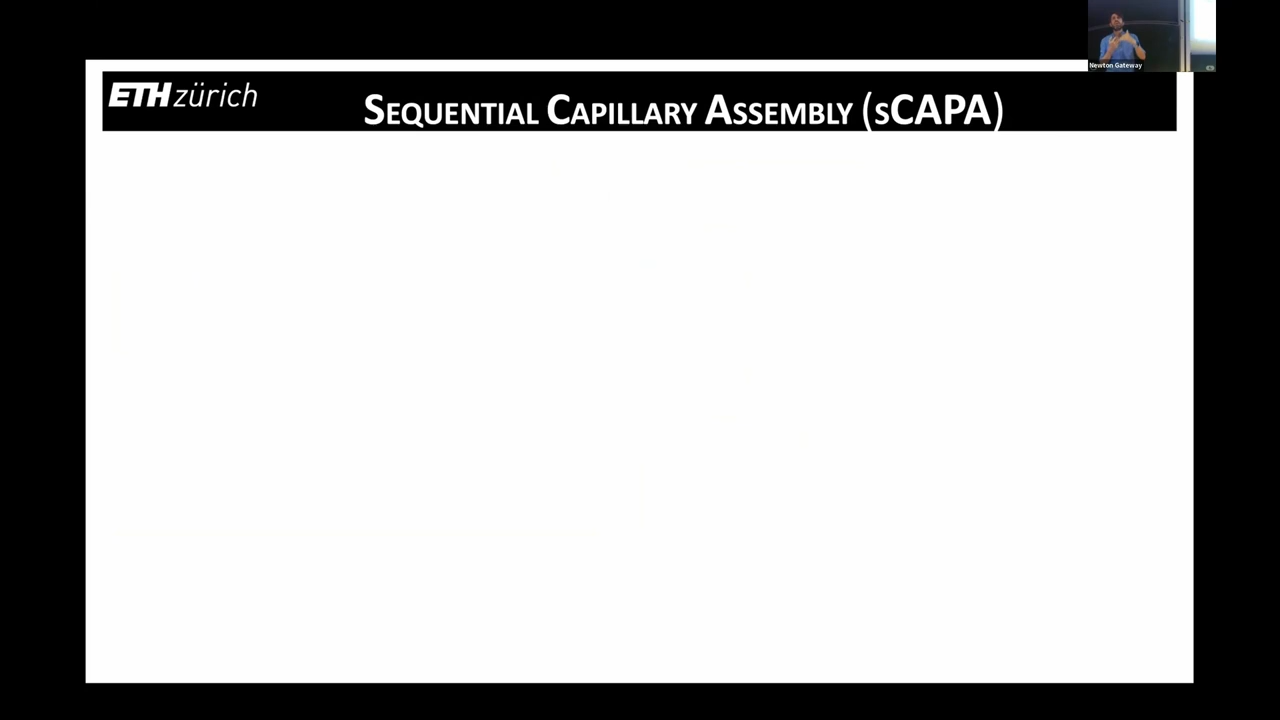 ETH zürich
Sequential Capillary Assembly (sCAPA)
Newton Gateway